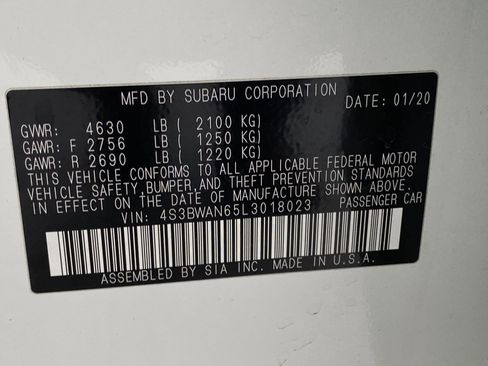 MFD BY SUBARU CORPORATION DATE: 01/20
GVWR: 4630 LB ( 2100 KG)
GAWR: F 2756 LB ( 1250 KG)
GAWR: R 2690 LB ( 1220 KG)
THIS VEHICLE CONFORMS TO ALL APPLICABLE FEDERAL MOTOR
VEHICLE SAFETY,BUMPER,AND THEFT PREVENTION STANDARDS
IN EFFECT ON THE DATE OF MANUFACTURE SHOWN ABOVE.
VIN: 4S3BWAN65L3018023 PASSENGER CAR
ASSEMBLED BY SIA INC. MADE IN U.S.A.